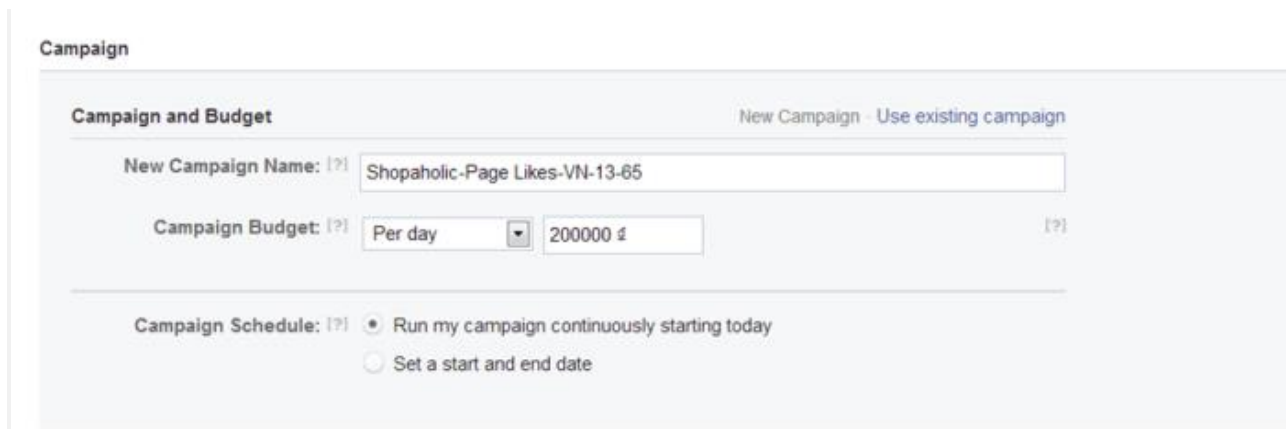 Campaign
Campaign and Budget New Campaign · Use existing campaign
New Campaign Name: [?] Shopaholic-Page Likes-VN-13-65
Campaign Budget: [?] Per day 200000 ₫ [?]
Campaign Schedule: [?] Run my campaign continuously starting today
Set a start and end date